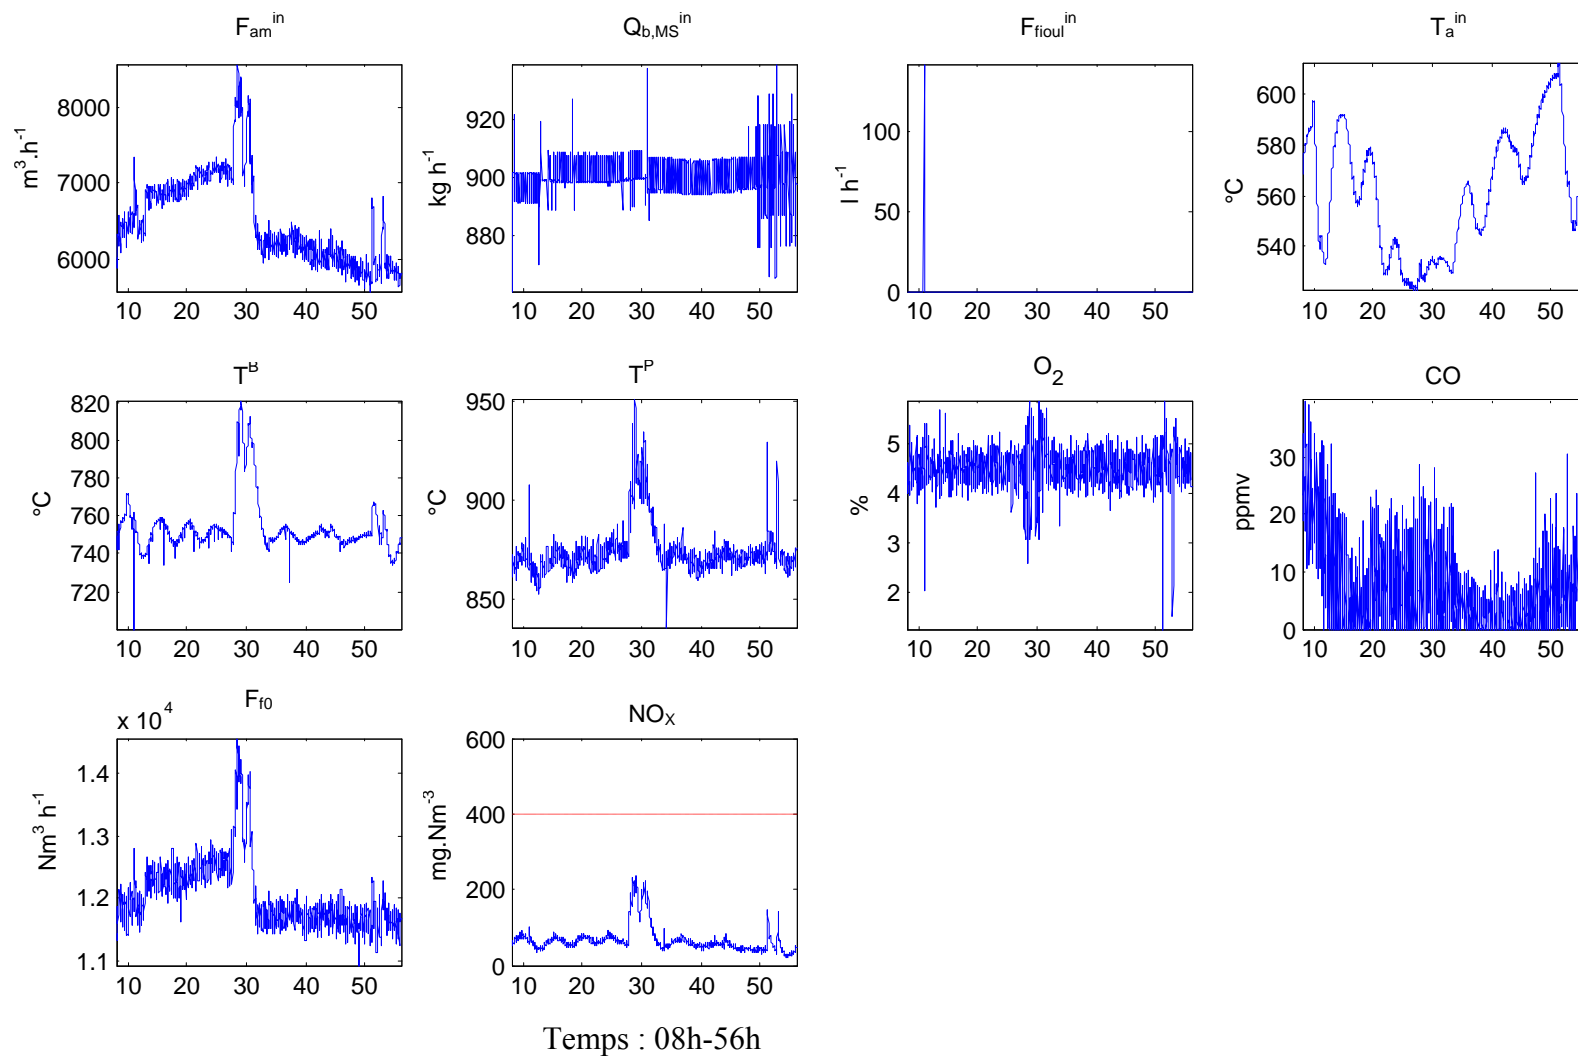 F_am^in Q_b,MS^in F_fioul^in T_a^in
m³.h⁻¹
8000
7000
6000
10 20 30 40 50
kg h⁻¹
920
900
880
10 20 30 40 50
l h⁻¹
100
50
0
10 20 30 40 50
°C
600
580
560
540
10 20 30 40 50
T^B T^P O₂ CO
°C
820
800
780
760
740
720
10 20 30 40 50
°C
950
900
850
10 20 30 40 50
%
5
4
3
2
10 20 30 40 50
ppmv
30
20
10
0
10 20 30 40 50
F_f0 NO_X
x 10⁴
Nm³ h⁻¹
1.4
1.3
1.2
1.1
10 20 30 40 50
mg.Nm⁻³
600
400
200
0
10 20 30 40 50
Temps : 08h-56h